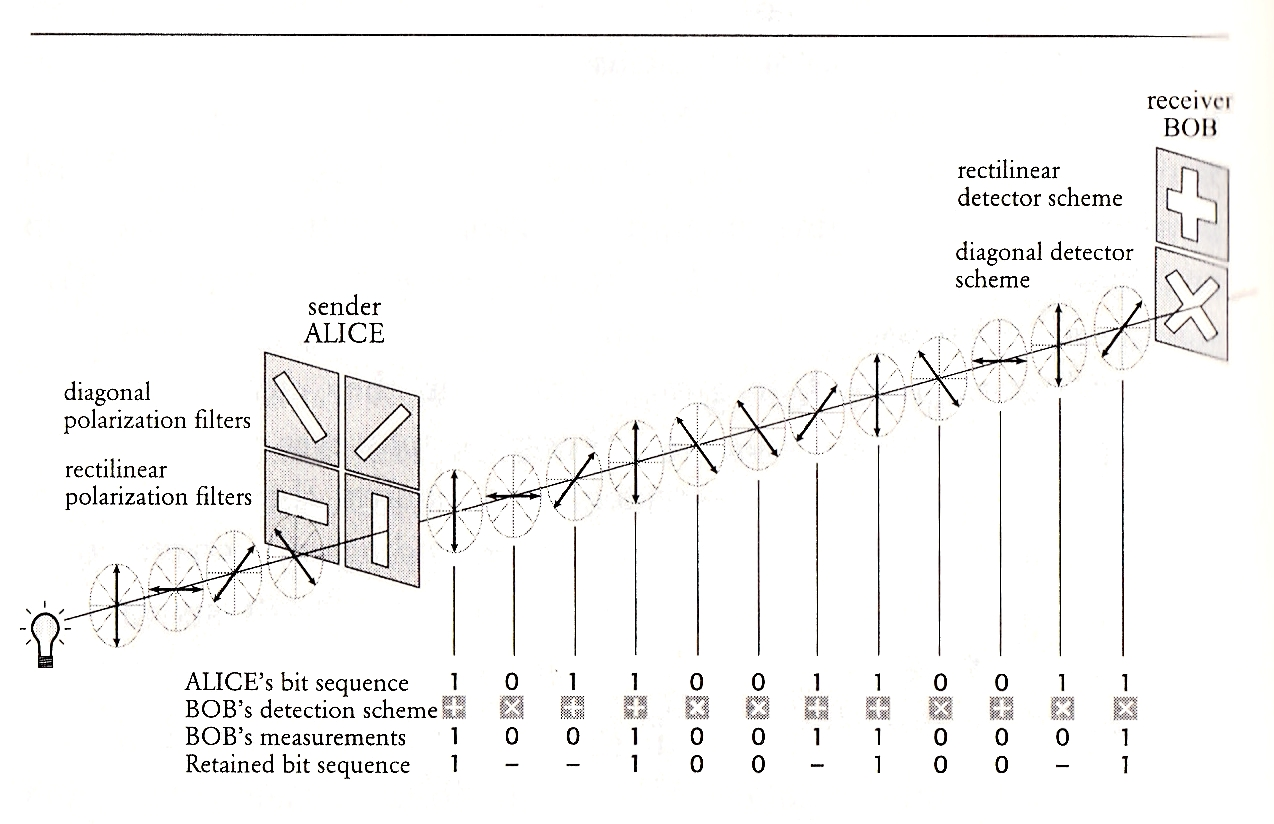 receiver
BOB
rectilinear
detector scheme
diagonal detector
scheme
sender
ALICE
diagonal
polarization filters
rectilinear
polarization filters
ALICE's bit sequence 1 0 1 1 0 0 1 1 0 0 1 1
BOB's detection scheme + × + + × × + + × + × ×
BOB's measurements 1 0 0 1 0 0 1 1 0 0 0 1
Retained bit sequence 1 – – 1 0 0 – 1 0 0 – 1